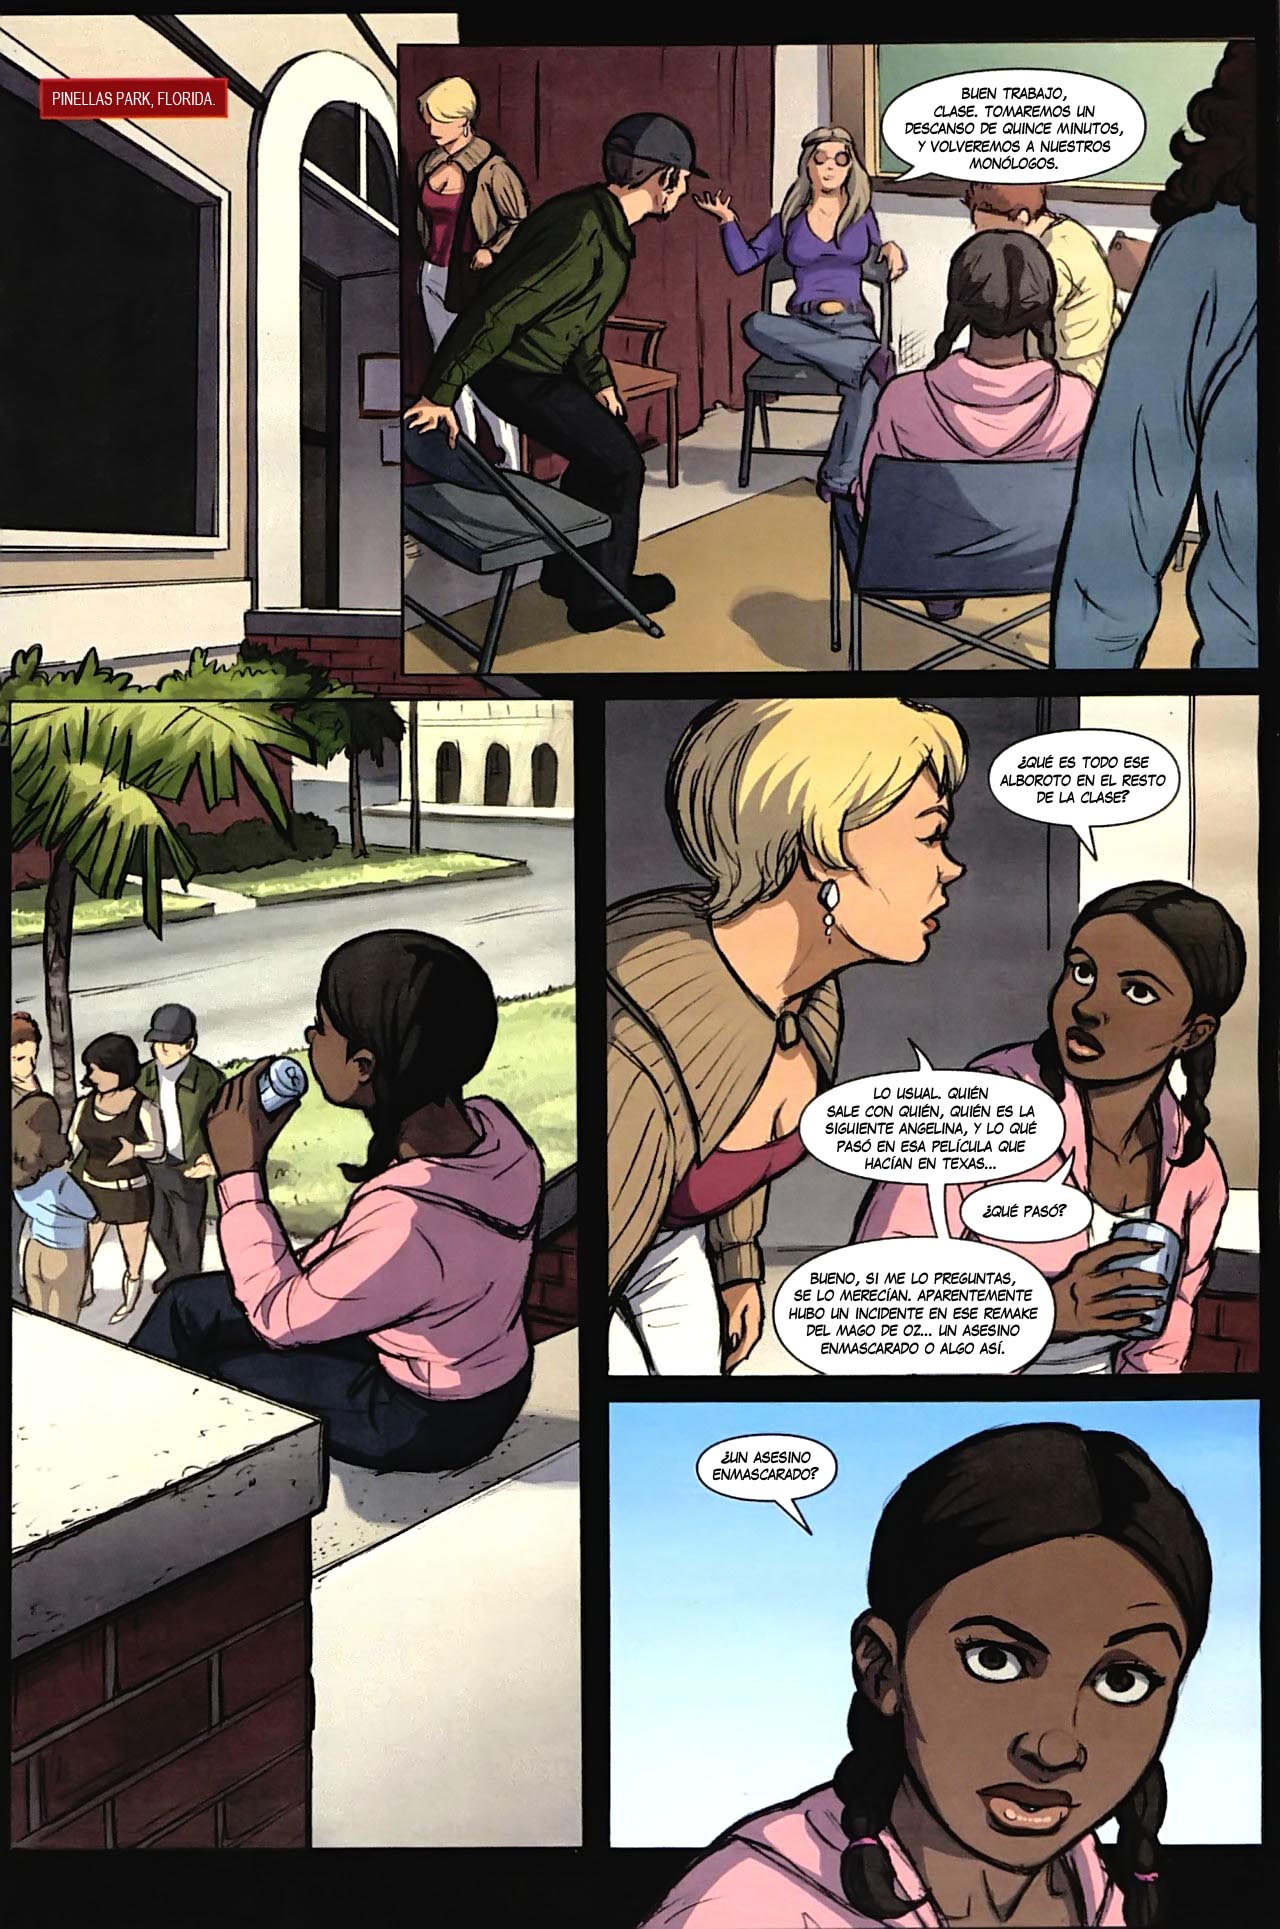 PINELLAS PARK, FLORIDA.
BUEN TRABAJO,
CLASE. TOMAREMOS UN
DESCANSO DE QUINCE MINUTOS,
Y VOLVEREMOS A NUESTROS
MONÓLOGOS.
¿QUÉ ES TODO ESE
ALBOROTO EN EL RESTO
DE LA CLASE?
LO USUAL. QUIÉN
SALE CON QUIÉN, QUIÉN ES LA
SIGUIENTE ANGELINA, Y LO QUÉ
PASÓ EN ESA PELÍCULA QUE
HACÍAN EN TEXAS...
¿QUÉ PASÓ?
BUENO, SI ME LO PREGUNTAS,
SE LO MERECÍAN. APARENTEMENTE
HUBO UN INCIDENTE EN ESE REMAKE
DEL MAGO DE OZ... UN ASESINO
ENMASCARADO O ALGO ASÍ.
¿UN ASESINO
ENMASCARADO?